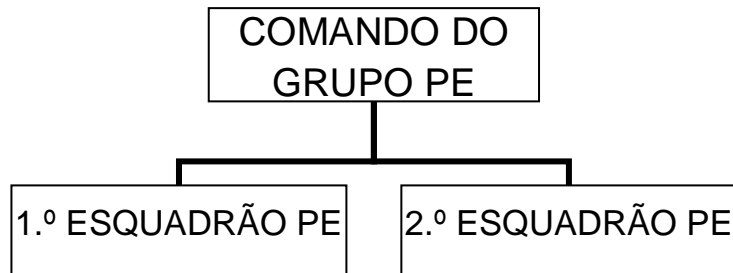 COMANDO DO
GRUPO PE
1.º ESQUADRÃO PE
2.º ESQUADRÃO PE